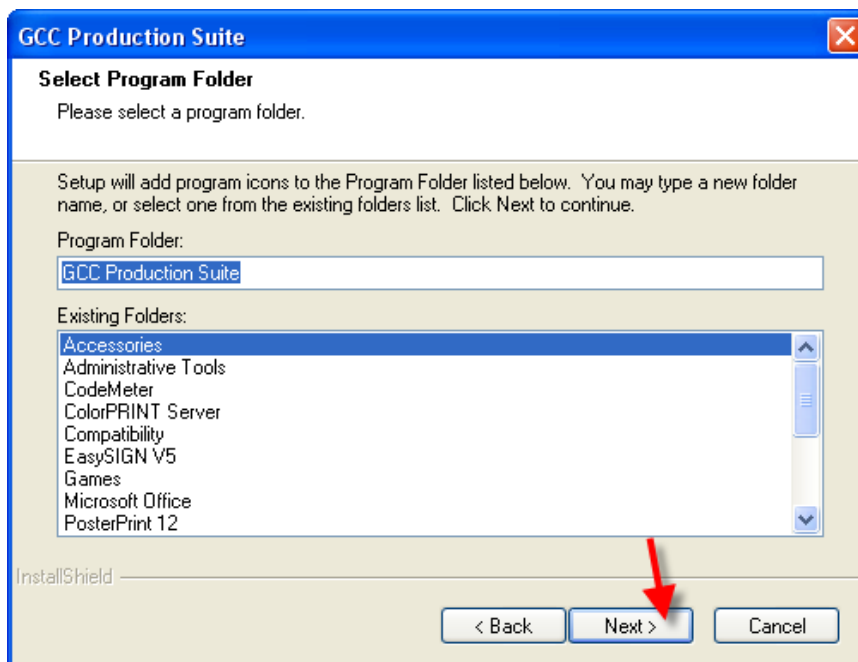 GCC Production Suite
Select Program Folder
Please select a program folder.
Setup will add program icons to the Program Folder listed below.  You may type a new folder
name, or select one from the existing folders list.  Click Next to continue.
Program Folder:
GCC Production Suite
Existing Folders:
Accessories
Administrative Tools
CodeMeter
ColorPRINT Server
Compatibility
EasySIGN V5
Games
Microsoft Office
PosterPrint 12
InstallShield
< Back Next > Cancel